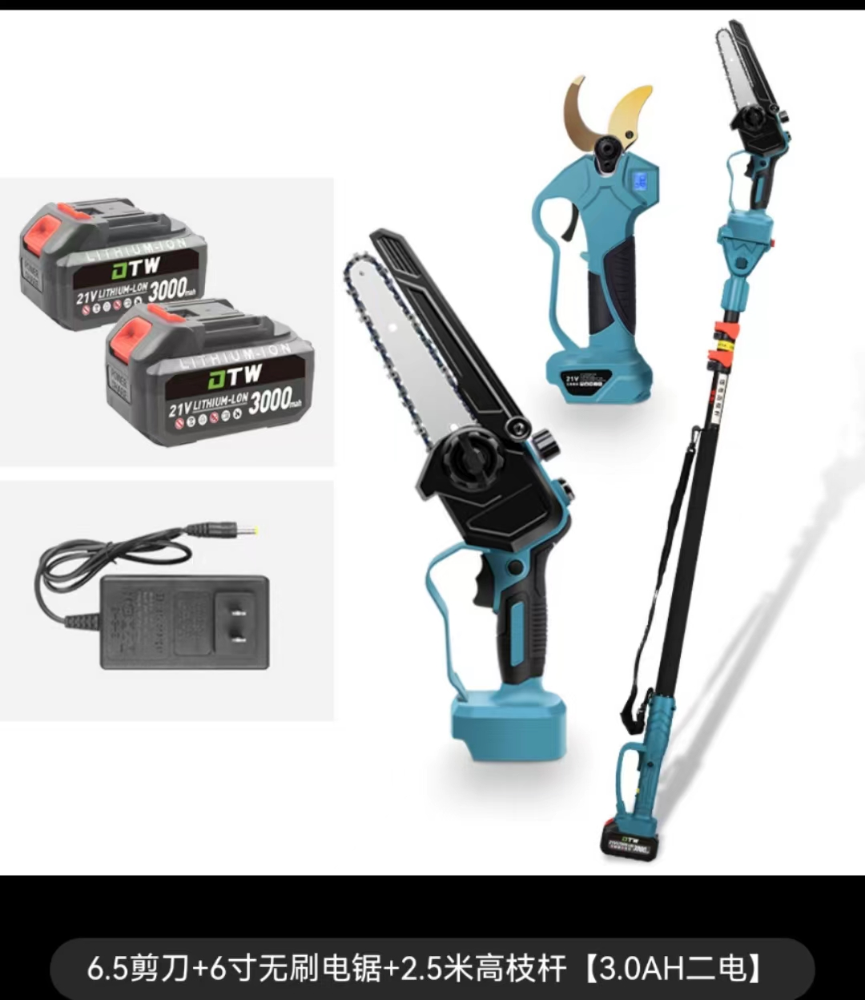 LITHIUM-ION
DTW
21V LITHIUM-LON 3000mah
LITHIUM-ION
DTW
21V LITHIUM-LON 3000mah
POWER
21V
DTW
6.5剪刀+6寸无刷电锯+2.5米高枝杆【3.0AH二电】